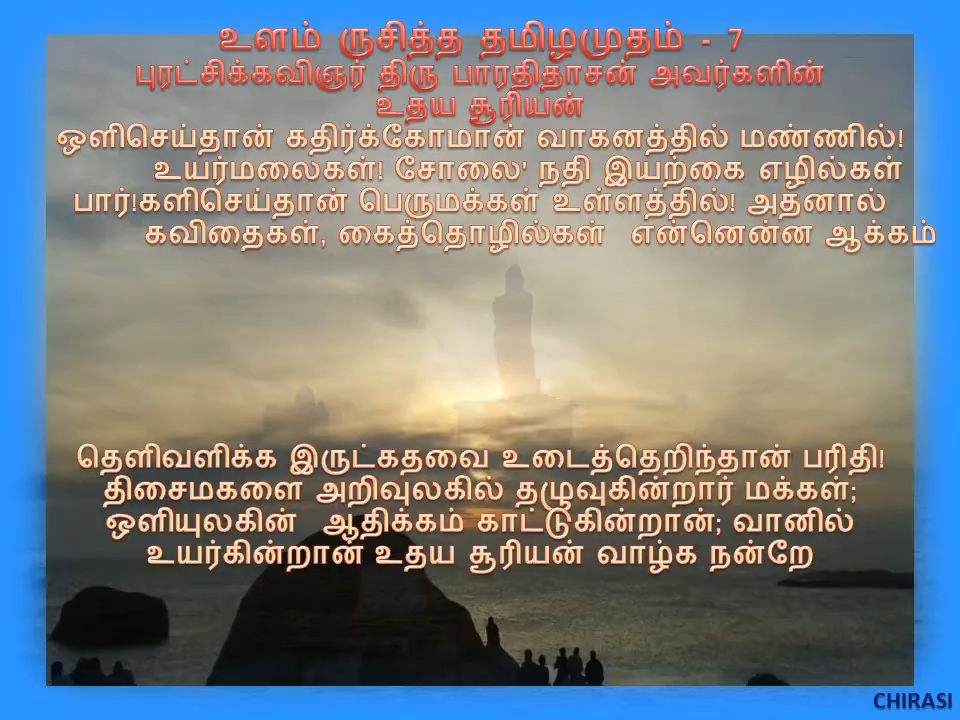 உளம் ருசித்த தமிழமுதம் - 7
புரட்சிக்கவிஞர் திரு பாரதிதாசன் அவர்களின்
உதய சூரியன்
ஒளிசெய்தான் கதிர்க்கோமான் வாகனத்தில் மண்ணில்!
உயர்மலைகள்! சோலை' நதி இயற்கை எழில்கள்
பார்!களிசெய்தான் பெருமக்கள் உள்ளத்தில்! அதனால்
கவிதைகள், கைத்தொழில்கள் என்னென்ன ஆக்கம்
தெளிவளிக்க இருட்கதவை உடைத்தெறிந்தான் பரிதி!
திசைமகளை அறிவுலகில் தழுவுகின்றார் மக்கள்;
ஒளியுலகின் ஆதிக்கம் காட்டுகின்றான்; வானில்
உயர்கின்றான் உதய சூரியன் வாழ்க நன்றே
CHIRASI